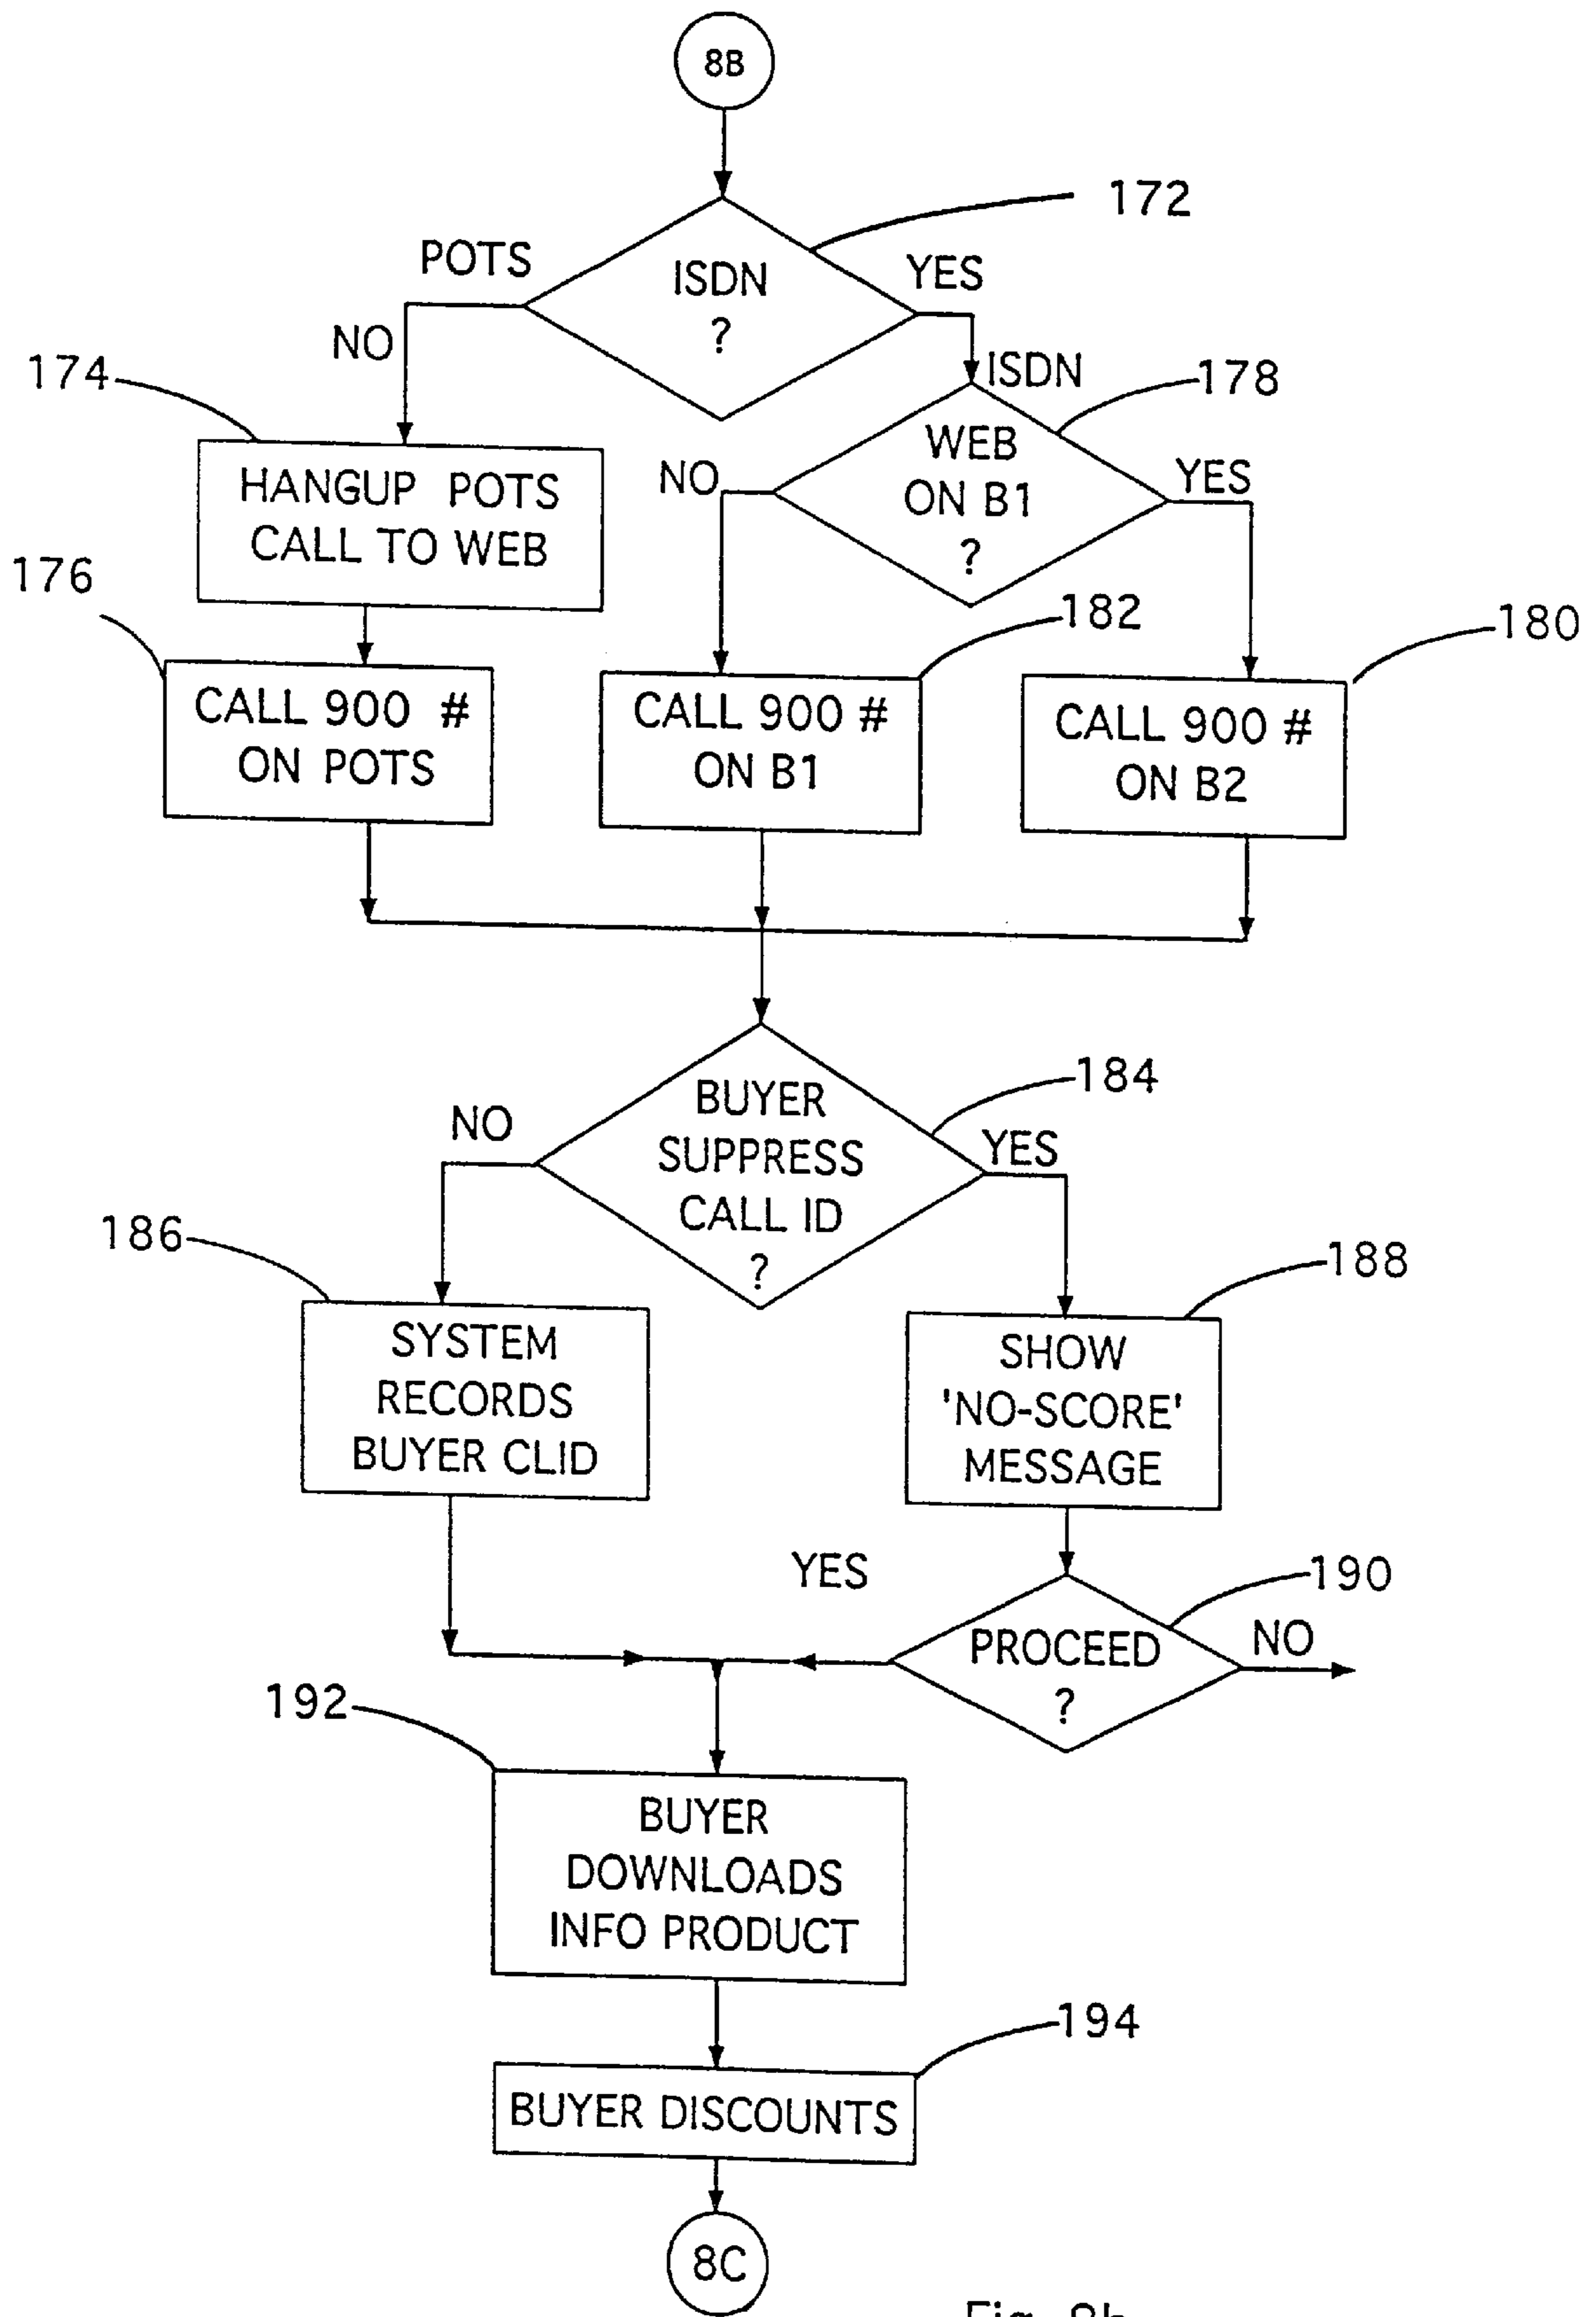 8B
172
POTS
ISDN
?
YES
NO
ISDN
174
178
HANGUP POTS
CALL TO WEB
WEB
ON B1
?
NO
YES
176
182
180
CALL 900 #
ON POTS
CALL 900 #
ON B1
CALL 900 #
ON B2
184
BUYER
SUPPRESS
CALL ID
?
NO
YES
186
188
SYSTEM
RECORDS
BUYER CLID
SHOW
'NO-SCORE'
MESSAGE
YES
190
PROCEED
?
NO
192
BUYER
DOWNLOADS
INFO PRODUCT
194
BUYER DISCOUNTS
8C